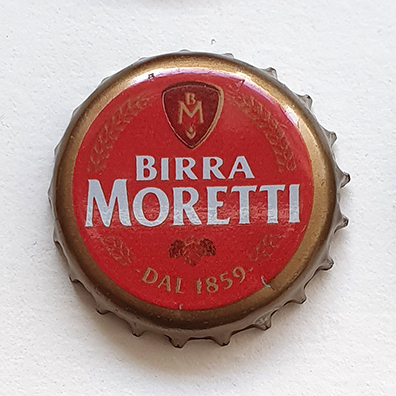 BM
BIRRA
MORETTI
DAL 1859